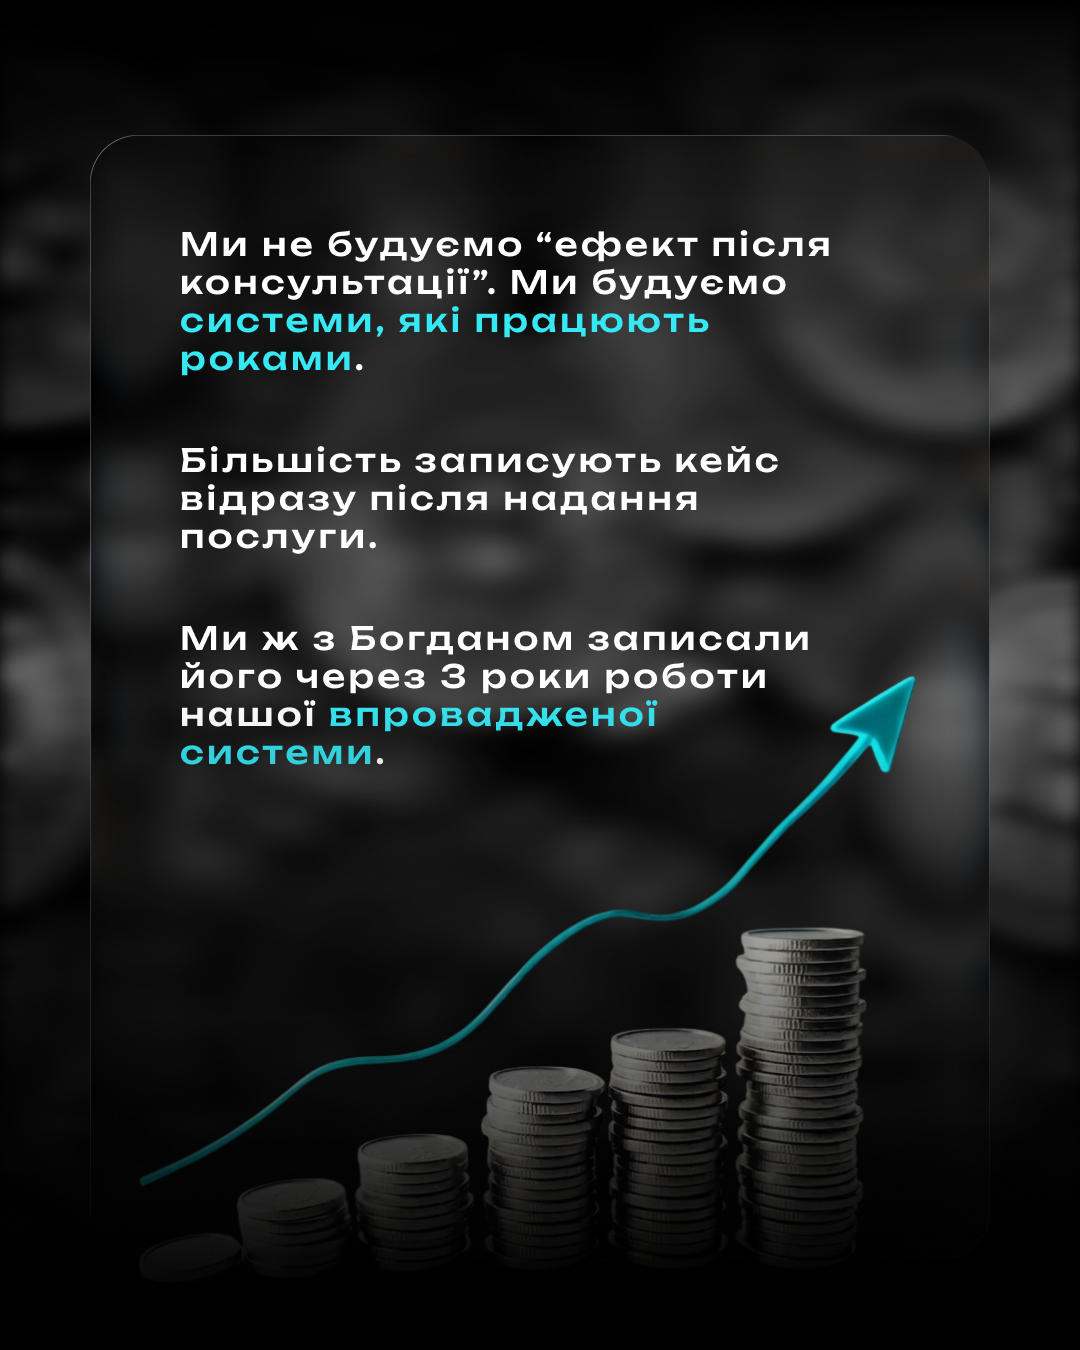 Ми не будуємо “ефект після
консультації”. Ми будуємо
системи, які працюють
роками.
Більшість записують кейс
відразу після надання
послуги.
Ми ж з Богданом записали
його через 3 роки роботи
нашої впровадженої
системи.